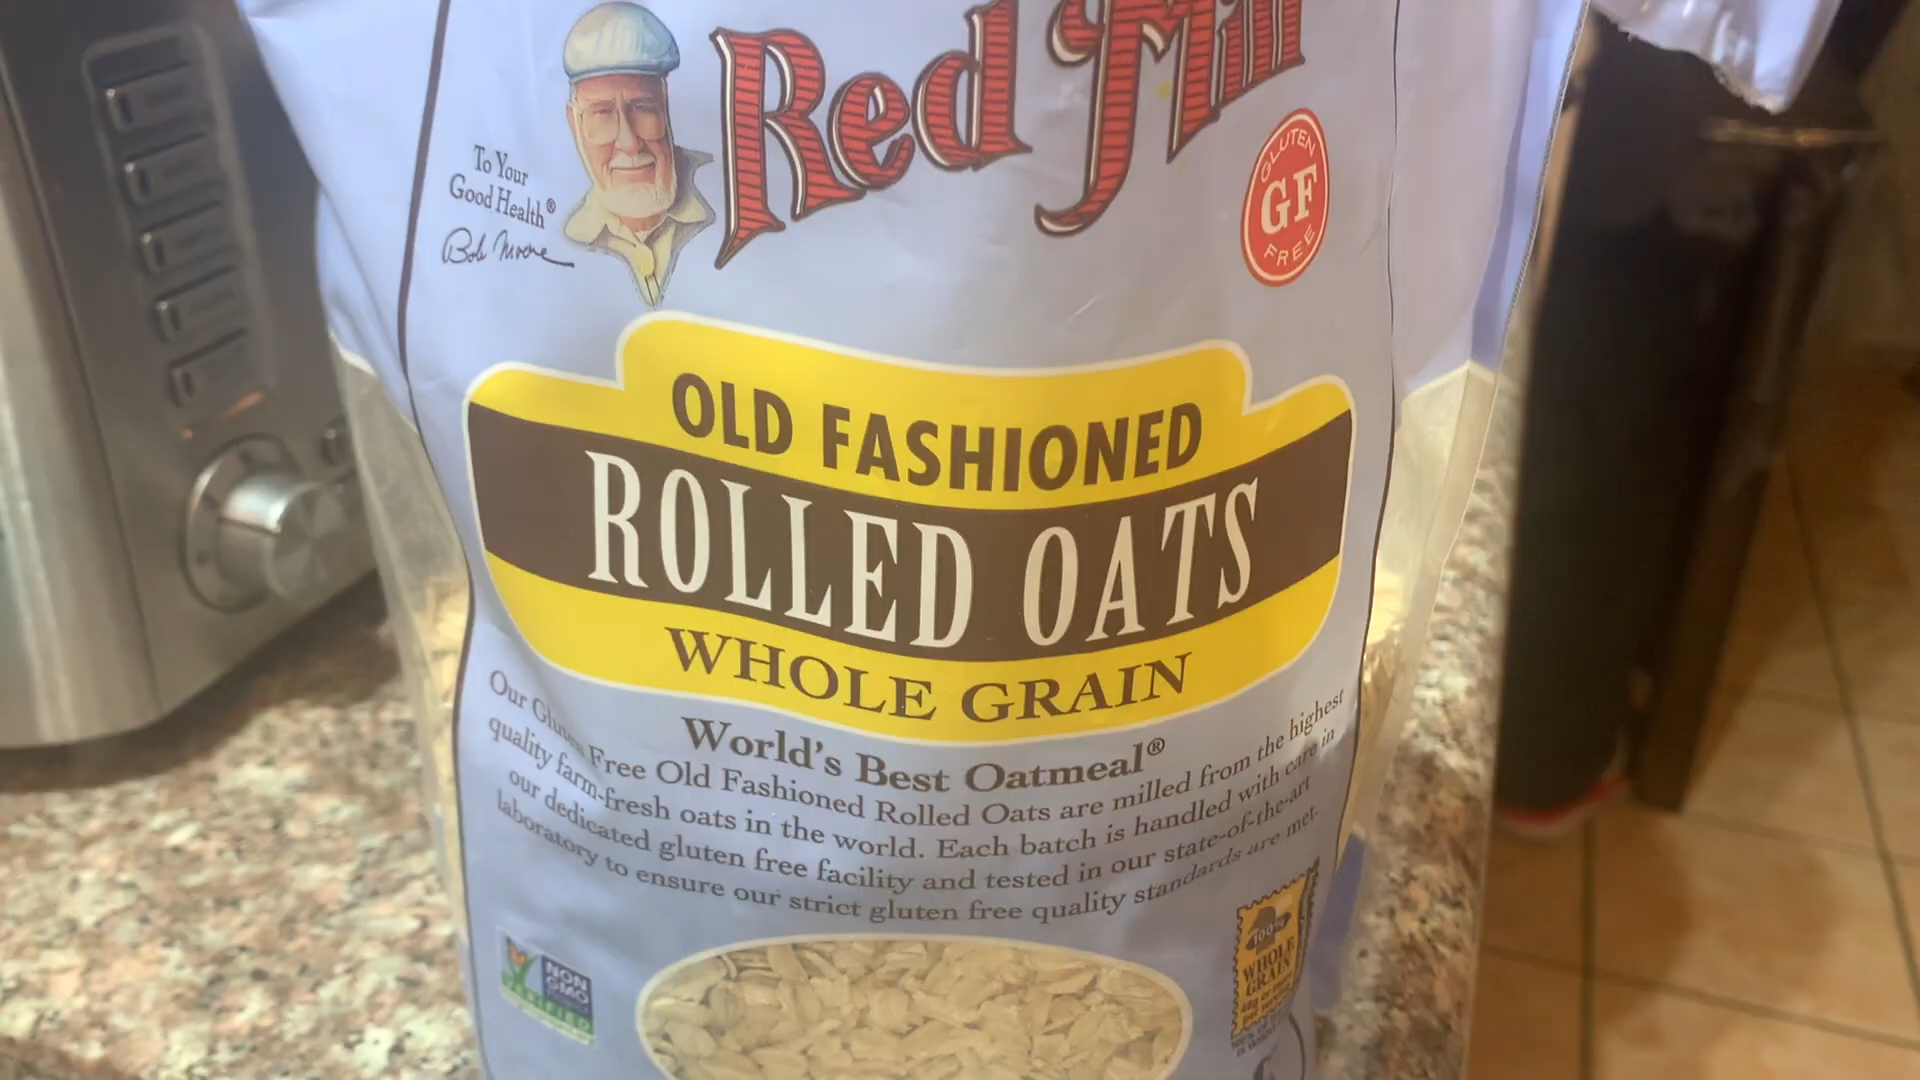 Red Mill
To Your
Good Health®
Bob Moore
GLUTEN
GF
FREE
OLD FASHIONED
ROLLED OATS
WHOLE GRAIN
World's Best Oatmeal®
Our Gluten Free Old Fashioned Rolled Oats are milled from the highest
quality farm-fresh oats in the world. Each batch is handled with care in
our dedicated gluten free facility and tested in our state-of-the-art
laboratory to ensure our strict gluten free quality standards are met.
NON
GMO
VERIFIED
100%
WHOLE
GRAIN